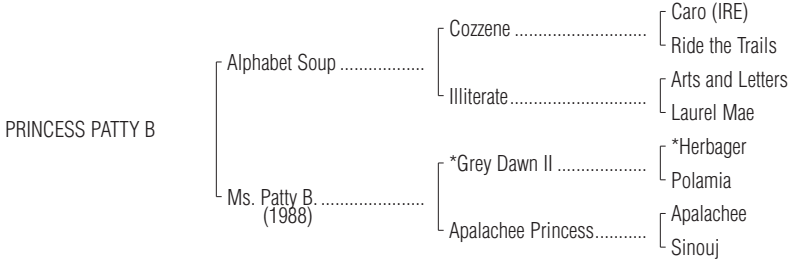 Caro (IRE)
Cozzene ...........................
Ride the Trails
Alphabet Soup ..................
Arts and Letters
Illiterate............................
Laurel Mae
PRINCESS PATTY B
*Herbager
*Grey Dawn II ..................
Polamia
Ms. Patty B. .....................
(1988)
Apalachee
Apalachee Princess...........
Sinouj